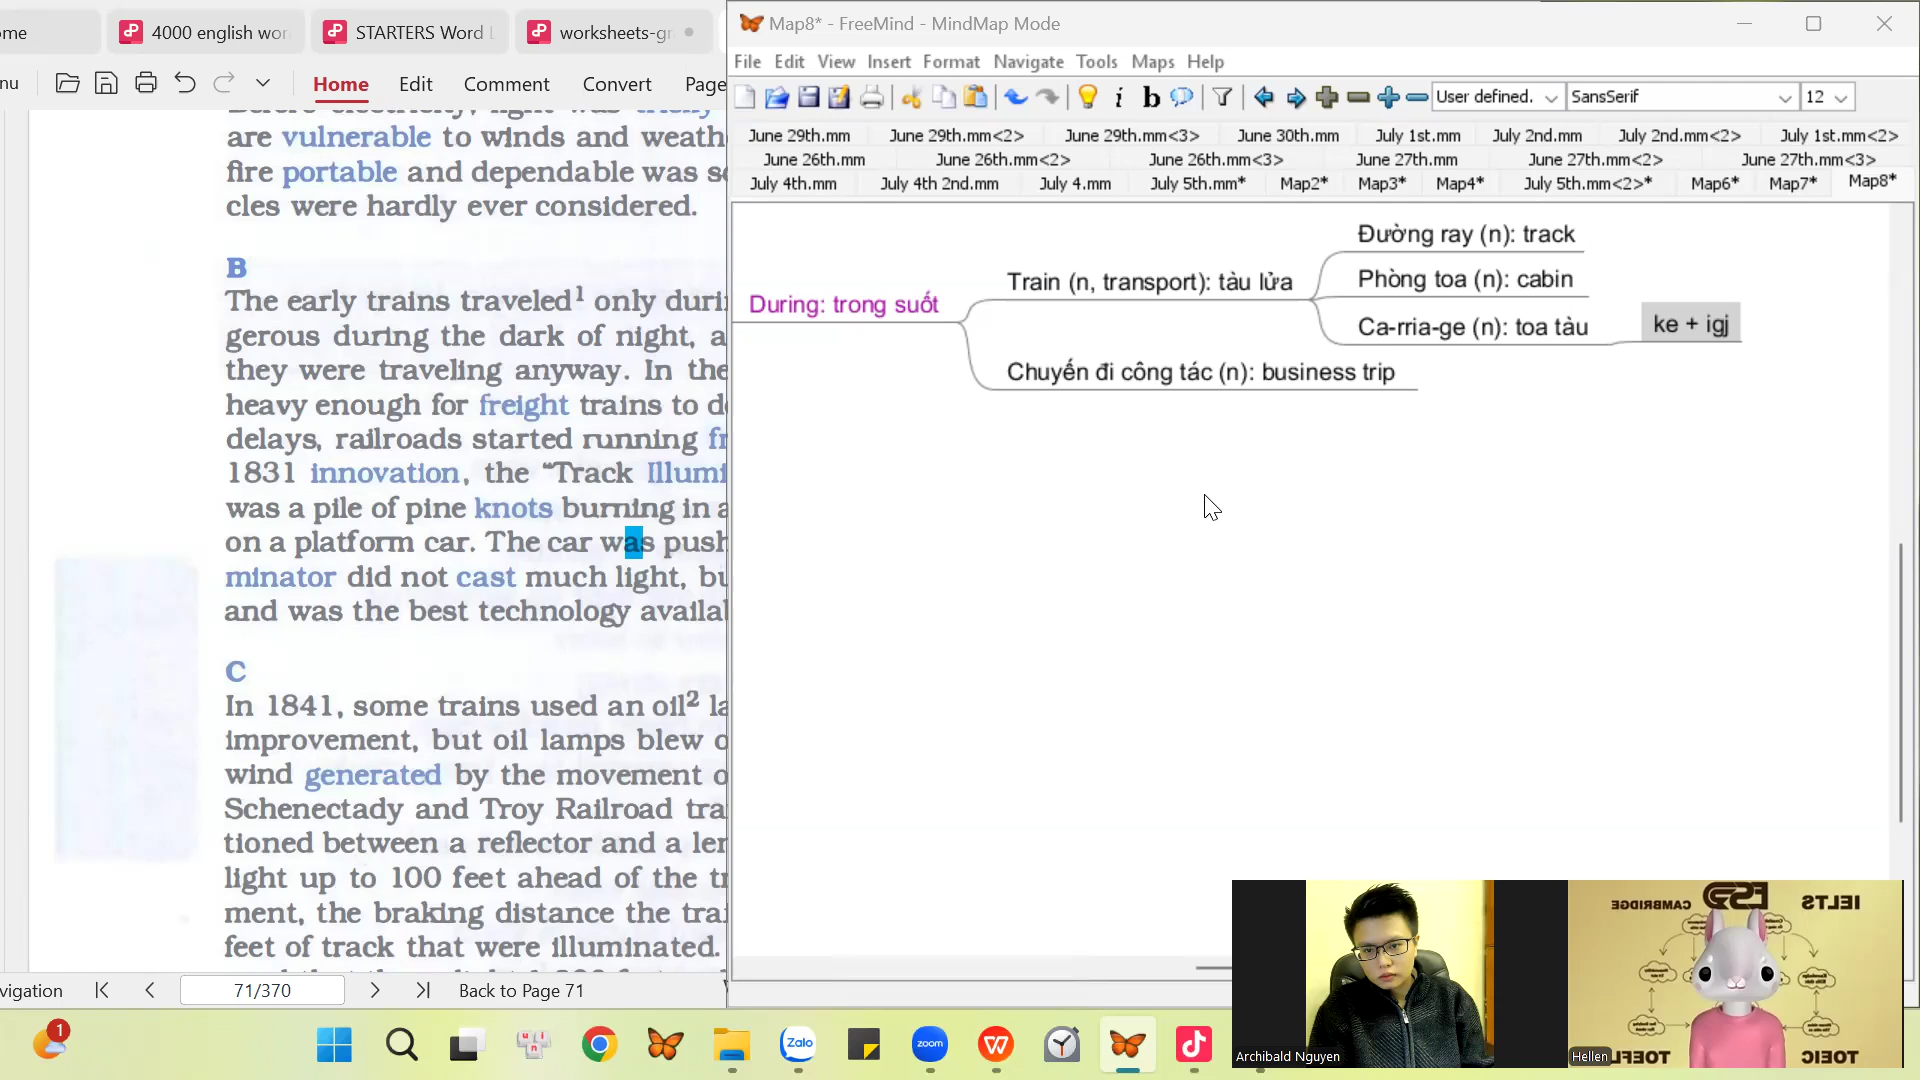 ome
4000 english wor
STARTERS Word L
worksheets-gr
nu
Home
Edit
Comment
Convert
Page
are vulnerable to winds and weath
fire portable and dependable was so
cles were hardly ever considered.
B
The early trains traveled¹ only duri
gerous during the dark of night, a
they were traveling anyway. In the
heavy enough for freight trains to d
delays, railroads started running fr
1831 innovation, the "Track Illumi
was a pile of pine knots burning in a
on a platform car. The car was push
minator did not cast much light, bu
and was the best technology availal
C
In 1841, some trains used an oil² la
improvement, but oil lamps blew o
wind generated by the movement o
Schenectady and Troy Railroad tra
tioned between a reflector and a len
light up to 100 feet ahead of the tr
ment, the braking distance the trai
feet of track that were illuminated.
vigation
71/370
Back to Page 71
Map8* - FreeMind - MindMap Mode
File Edit View Insert Format Navigate Tools Maps Help
User defined.
SansSerif
12
June 29th.mm
June 29th.mm<2>
June 29th.mm<3>
June 30th.mm
July 1st.mm
July 2nd.mm
July 2nd.mm<2>
July 1st.mm<2>
June 26th.mm
June 26th.mm<2>
June 26th.mm<3>
June 27th.mm
June 27th.mm<2>
June 27th.mm<3>
July 4th.mm
July 4th 2nd.mm
July 4.mm
July 5th.mm*
Map2*
Map3*
Map4*
July 5th.mm<2>*
Map6*
Map7*
Map8*
During: trong suốt
Train (n, transport): tàu lửa
Đường ray (n): track
Phòng toa (n): cabin
Ca-rria-ge (n): toa tàu
ke + igj
Chuyến đi công tác (n): business trip
Archibald Nguyen
Hellen
CAMBRIDGE
ESP
IELTS
TOEFL
TOEIC
1
Zalo
zoom